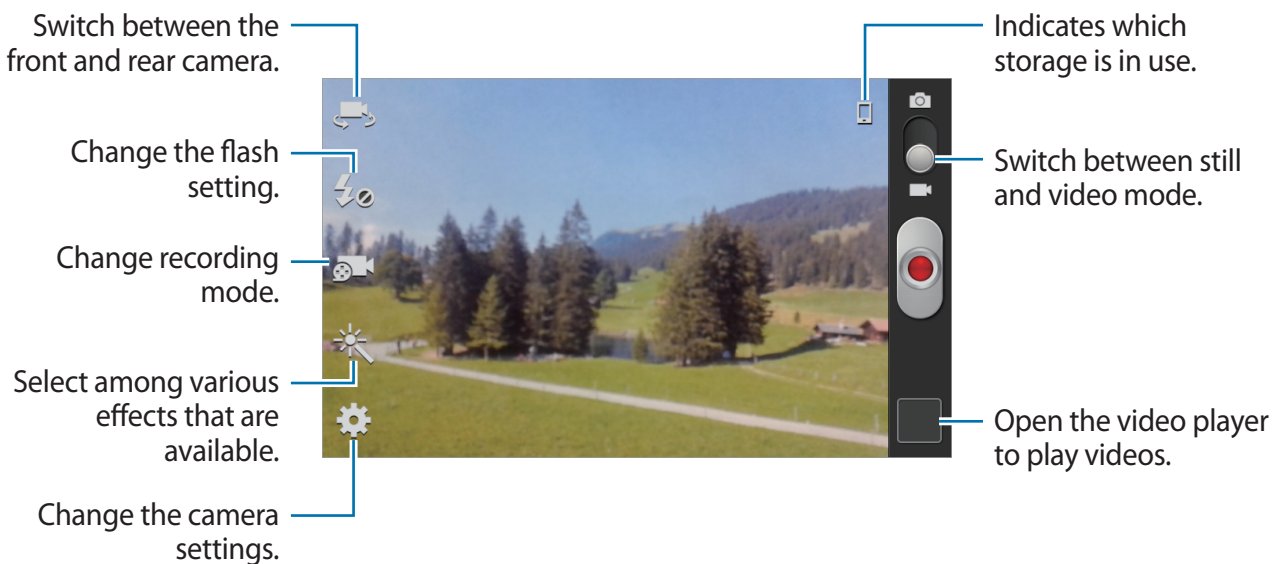 Switch between the
front and rear camera.
Change the flash
setting.
Change recording
mode.
Select among various
effects that are
available.
Change the camera
settings.
Indicates which
storage is in use.
Switch between still
and video mode.
Open the video player
to play videos.